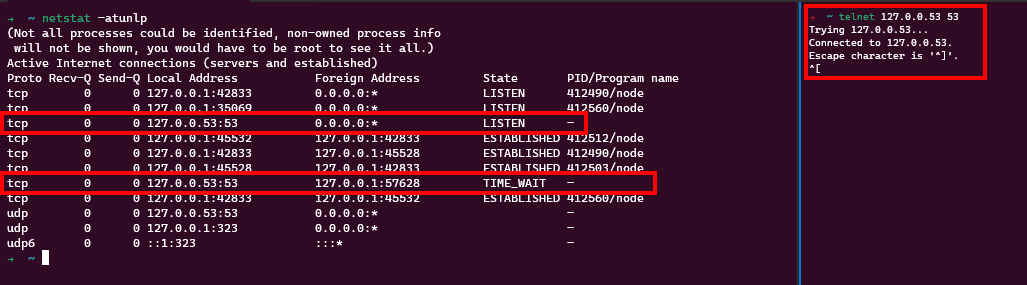 → ~ netstat -atunlp
(Not all processes could be identified, non-owned process info
will not be shown, you would have to be root to see it all.)
Active Internet connections (servers and established)
Proto Recv-Q Send-Q Local Address Foreign Address State PID/Program name
tcp 0 0 127.0.0.1:42833 0.0.0.0:* LISTEN 412490/node
tcp 0 0 127.0.0.1:35069 0.0.0.0:* LISTEN 412560/node
tcp 0 0 127.0.0.53:53 0.0.0.0:* LISTEN -
tcp 0 0 127.0.0.1:45532 127.0.0.1:42833 ESTABLISHED 412512/node
tcp 0 0 127.0.0.1:42833 127.0.0.1:45528 ESTABLISHED 412490/node
tcp 0 0 127.0.0.1:45528 127.0.0.1:42833 ESTABLISHED 412503/node
tcp 0 0 127.0.0.53:53 127.0.0.1:57628 TIME_WAIT -
tcp 0 0 127.0.0.1:42833 127.0.0.1:45532 ESTABLISHED 412560/node
udp 0 0 127.0.0.53:53 0.0.0.0:* -
udp 0 0 127.0.0.1:323 0.0.0.0:* -
udp6 0 0 ::1:323 :::* -
→ ~
→ ~ telnet 127.0.0.53 53
Trying 127.0.0.53...
Connected to 127.0.0.53.
Escape character is '^]'.
^[